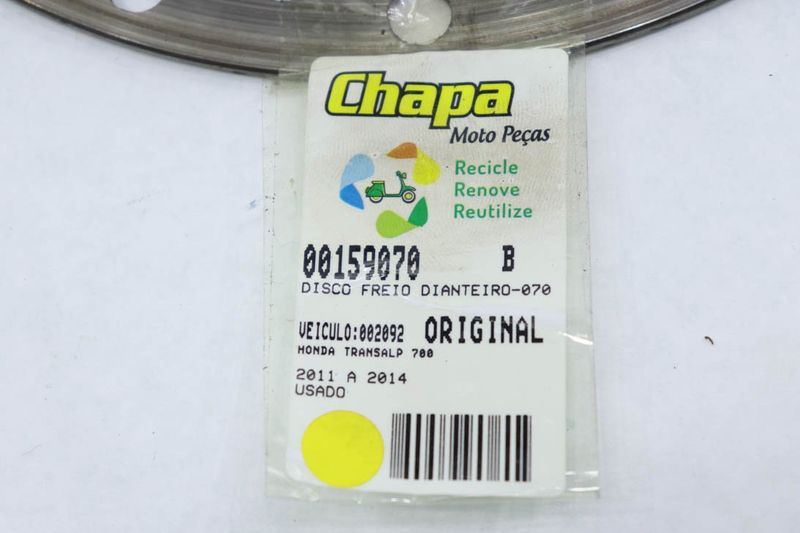 Chapa
Moto Peças
Recicle
Renove
Reutilize
00159070 B
DISCO FREIO DIANTEIRO-070
VEICULO:002092 ORIGINAL
HONDA TRANSALP 700
2011 A 2014
USADO